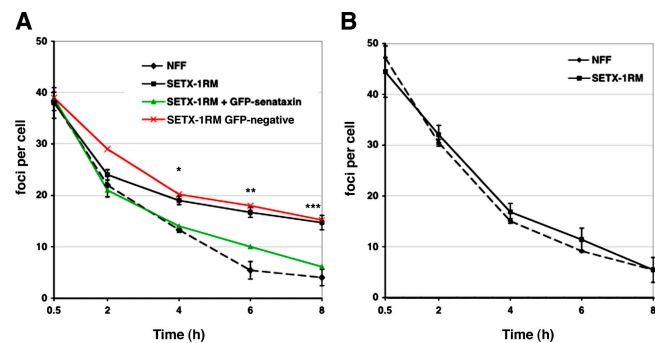 A
foci per cell
50
40
30
20
10
0
0.5 2 4 6 8
Time (h)
NFF
SETX-1RM
SETX-1RM + GFP-senataxin
SETX-1RM GFP-negative
*
**
***
B
foci per cell
50
40
30
20
10
0
0.5 2 4 6 8
Time (h)
NFF
SETX-1RM